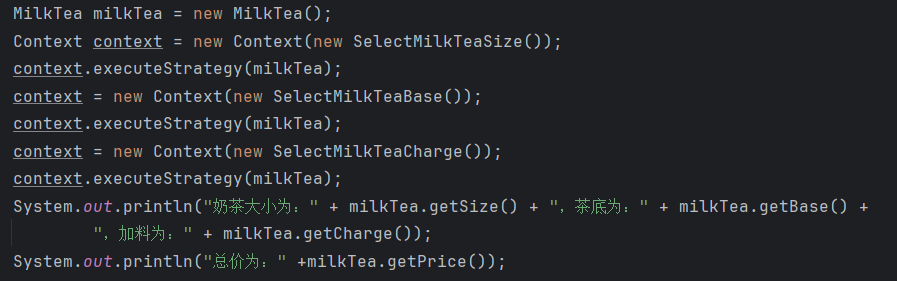 MilkTea milkTea = new MilkTea();
Context context = new Context(new SelectMilkTeaSize());
context.executeStrategy(milkTea);
context = new Context(new SelectMilkTeaBase());
context.executeStrategy(milkTea);
context = new Context(new SelectMilkTeaCharge());
context.executeStrategy(milkTea);
System.out.println("奶茶大小为：" + milkTea.getSize() + "，茶底为：" + milkTea.getBase() +
"，加料为：" + milkTea.getCharge());
System.out.println("总价为：" +milkTea.getPrice());